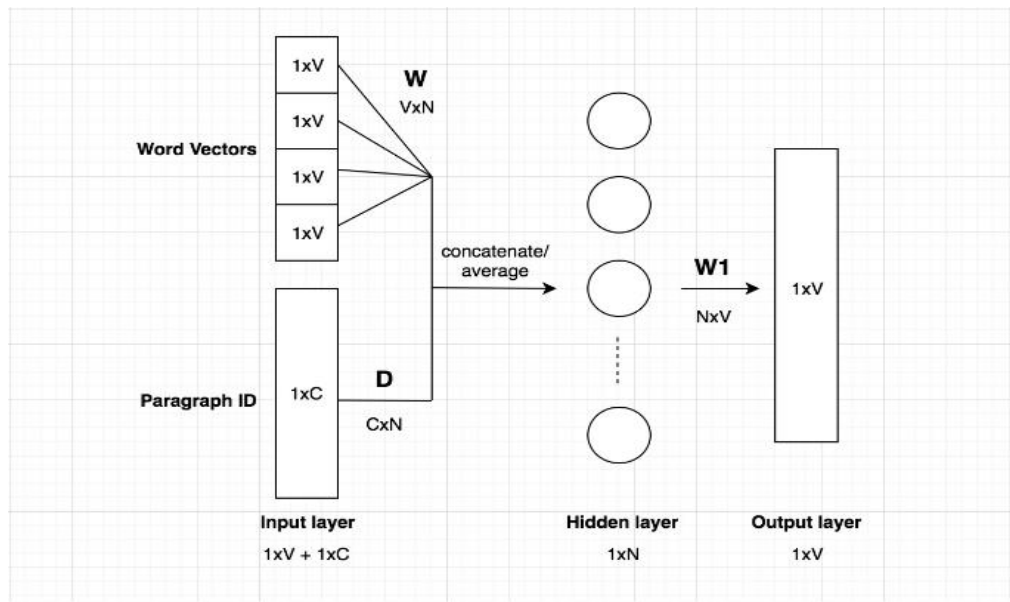 1xV
1xV
1xV
1xV
Word Vectors
W
VxN
concatenate/
average
W1
NxV
1xV
Paragraph ID
1xC
D
CxN
Input layer
1xV + 1xC
Hidden layer
1xN
Output layer
1xV